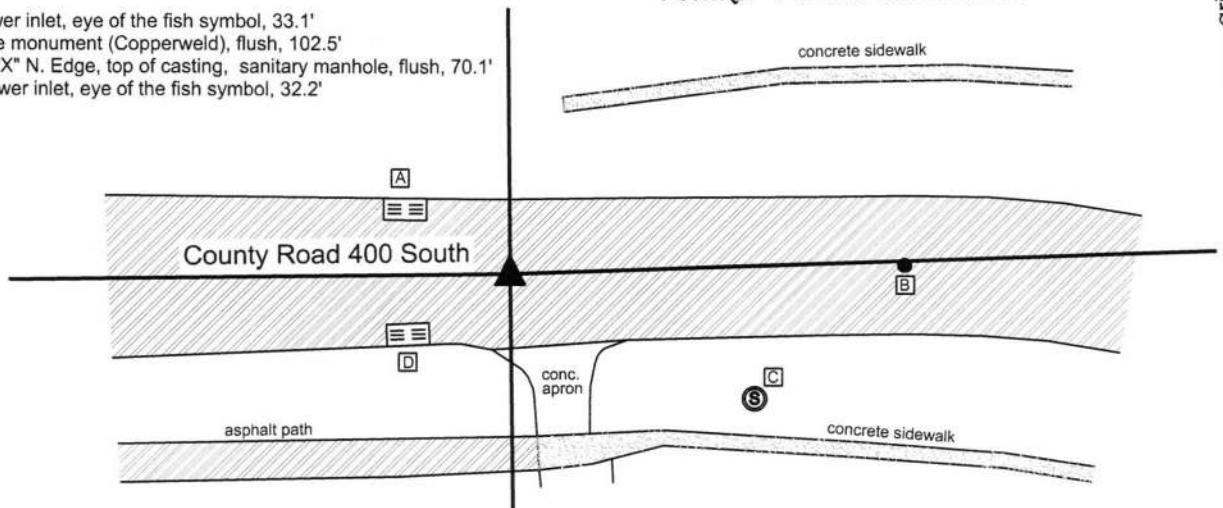 wer inlet, eye of the fish symbol, 33.1'
e monument (Copperweld), flush, 102.5'
X" N. Edge, top of casting, sanitary manhole, flush, 70.1'
wer inlet, eye of the fish symbol, 32.2'
concrete sidewalk
A
County Road 400 South
B
D
conc.
apron
C
S
asphalt path
concrete sidewalk